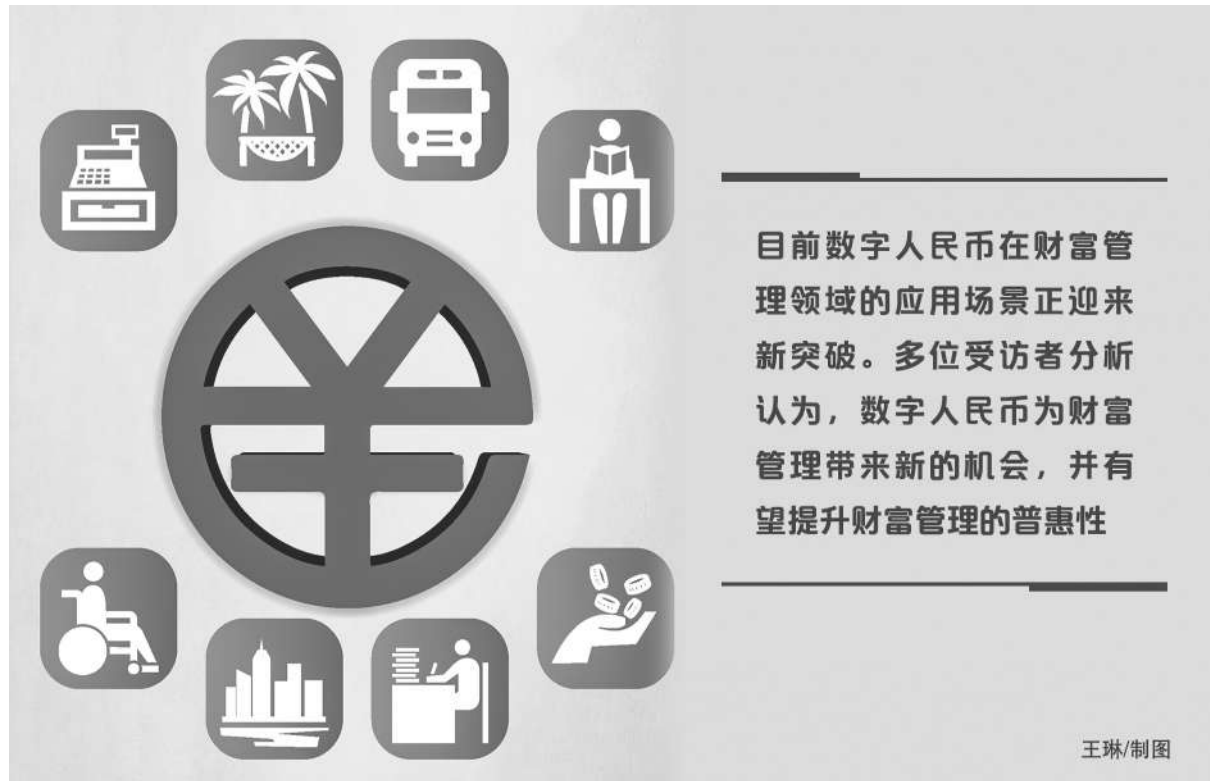 目前数字人民币在财富管
理领域的应用场景正迎来
新突破。多位受访者分析
认为，数字人民币为财富
管理带来新的机会，并有
望提升财富管理的普惠性
王琳/制图